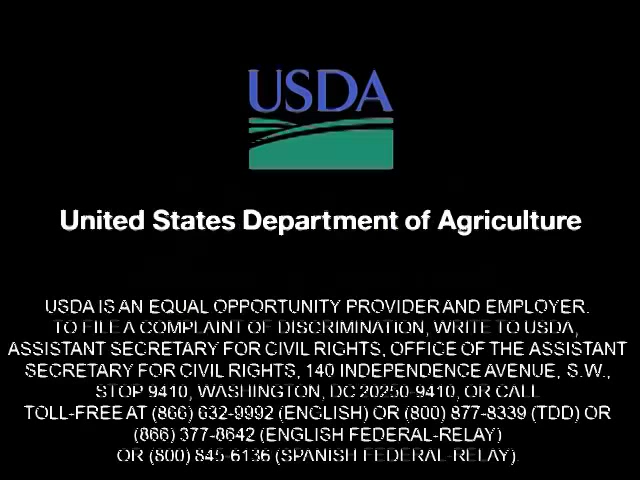 USDA
United States Department of Agriculture
USDA IS AN EQUAL OPPORTUNITY PROVIDER AND EMPLOYER.
TO FILE A COMPLAINT OF DISCRIMINATION, WRITE TO USDA,
ASSISTANT SECRETARY FOR CIVIL RIGHTS, OFFICE OF THE ASSISTANT
SECRETARY FOR CIVIL RIGHTS, 140 INDEPENDENCE AVENUE, S.W.,
STOP 9410, WASHINGTON, DC 20250-9410, OR CALL
TOLL-FREE AT (866) 632-9992 (ENGLISH) OR (800) 877-8339 (TDD) OR
(866) 377-8642 (ENGLISH FEDERAL-RELAY)
OR (800) 845-6136 (SPANISH FEDERAL-RELAY).